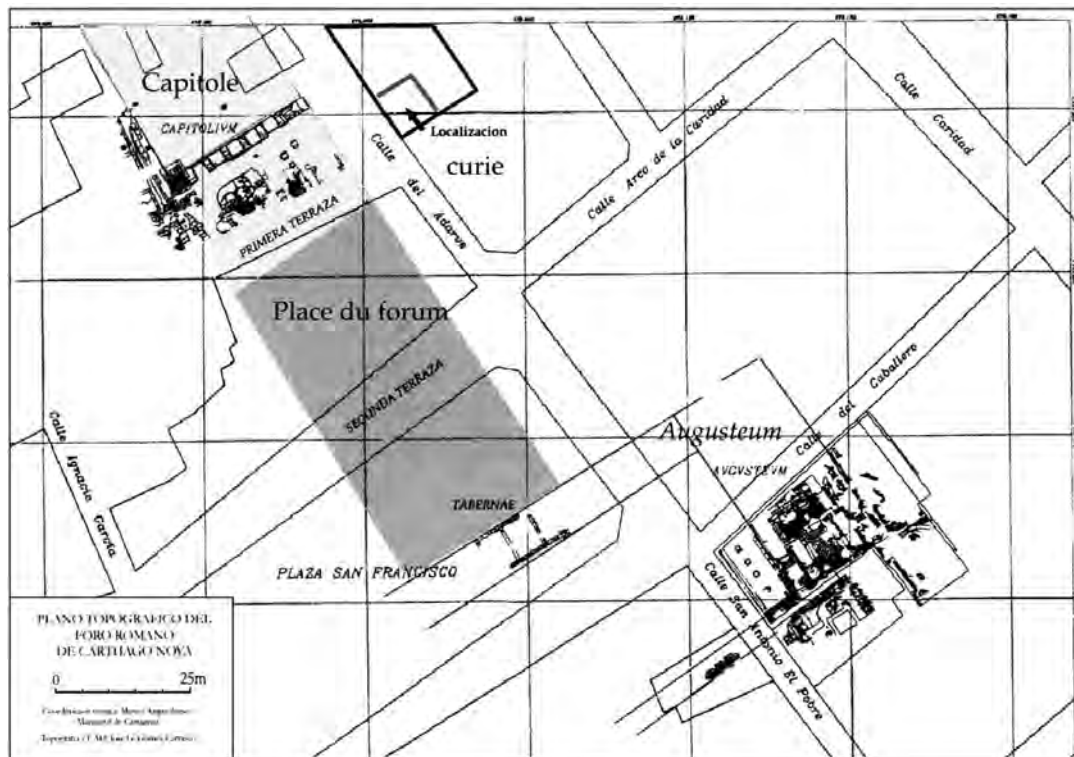 Capitole
CAPITOLIVM
Localizacion
curie
Calle del Adarve
Calle Arco de la Caridad
Calle Caridad
PRIMERA TERRAZA
Place du forum
SEGUNDA TERRAZA
Calle Ignacio Garcia
Augusteum
AVGVSTEVM
Calle del Caballero
TABERNAE
PLAZA SAN FRANCISCO
Calle San Antonio El Pobre
PLANO TOPOGRAFICO DEL
FORO ROMANO
DE CARTHAGO NOVA
0 25m